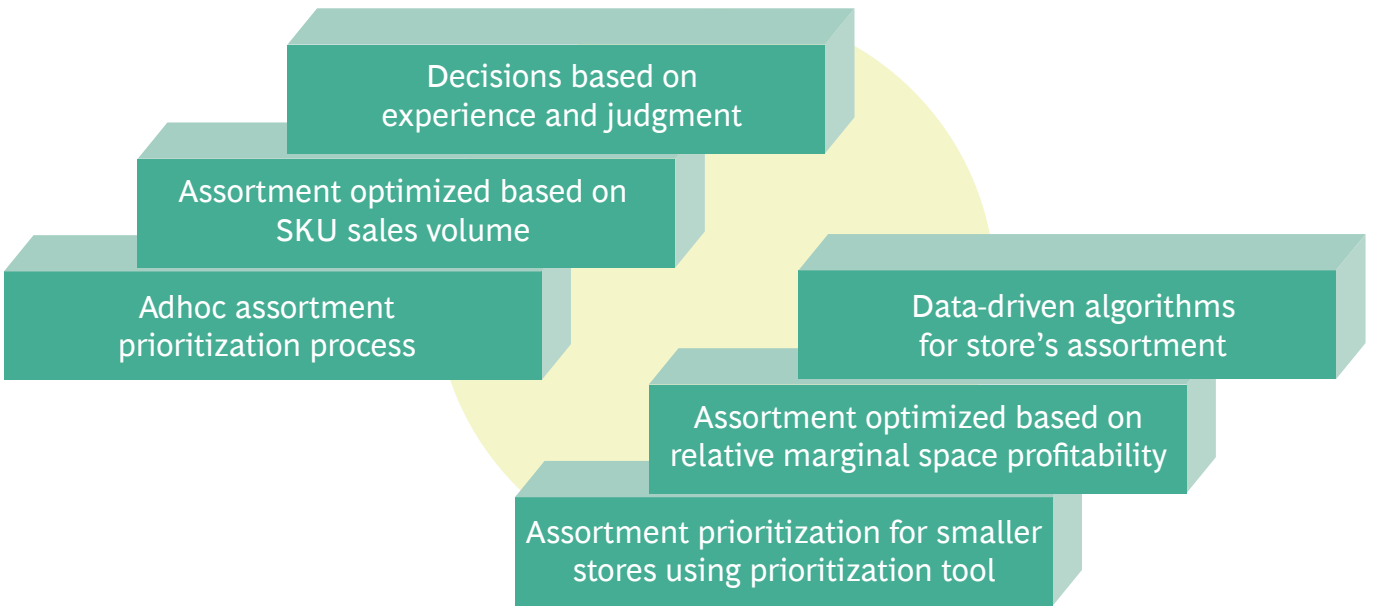 Decisions based on
experience and judgment
Assortment optimized based on
SKU sales volume
Adhoc assortment
prioritization process
Data-driven algorithms
for store’s assortment
Assortment optimized based on
relative marginal space profitability
Assortment prioritization for smaller
stores using prioritization tool